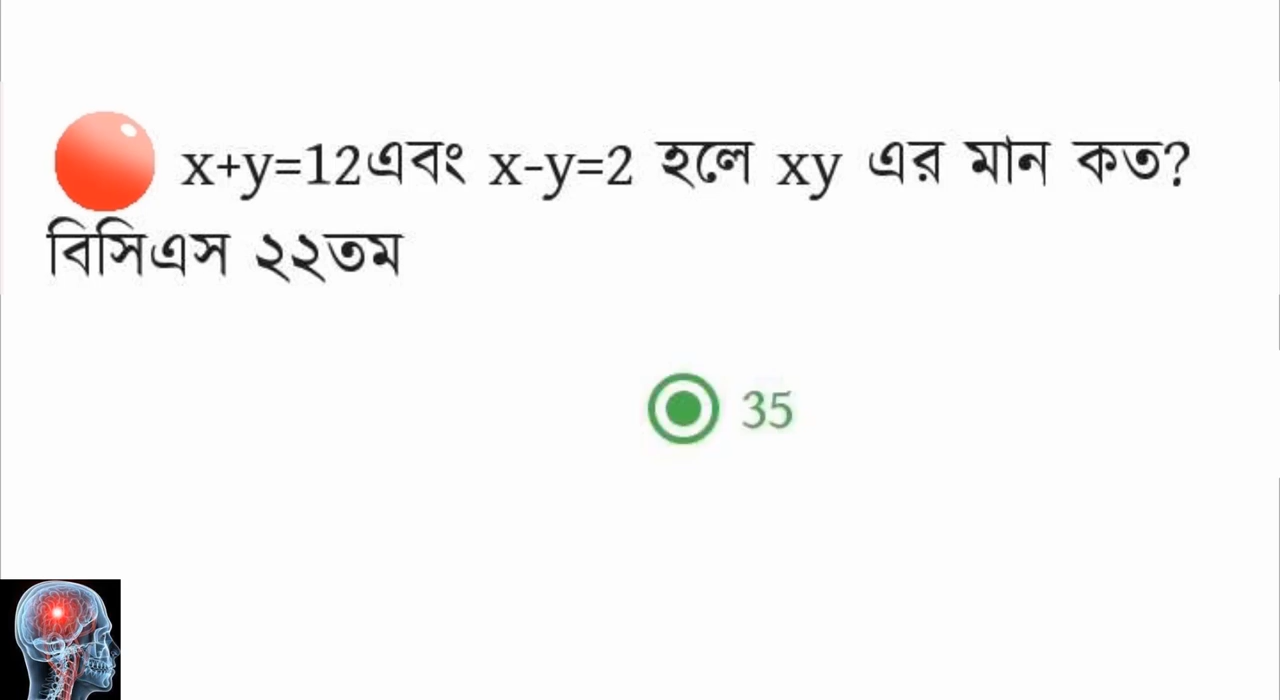 x+y=12এবং x-y=2 হলে xy এর মান কত?
বিসিএস ২২তম
35